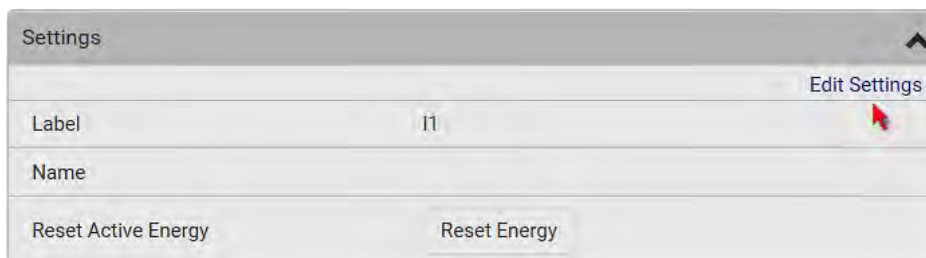 Settings
Edit Settings
Label I1
Name
Reset Active Energy Reset Energy